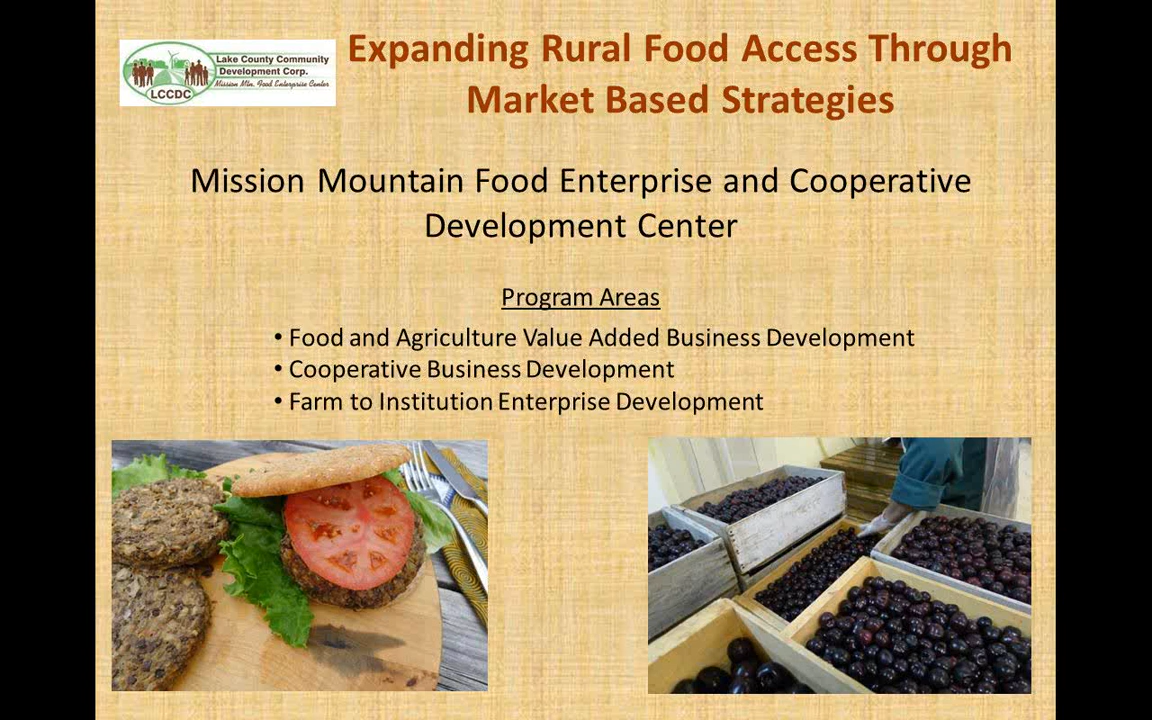 Lake County Community
Development Corp.
Mission Mtn. Food Enterprise Center
LCCDC
Expanding Rural Food Access Through
Market Based Strategies
Mission Mountain Food Enterprise and Cooperative
Development Center
Program Areas
• Food and Agriculture Value Added Business Development
• Cooperative Business Development
• Farm to Institution Enterprise Development